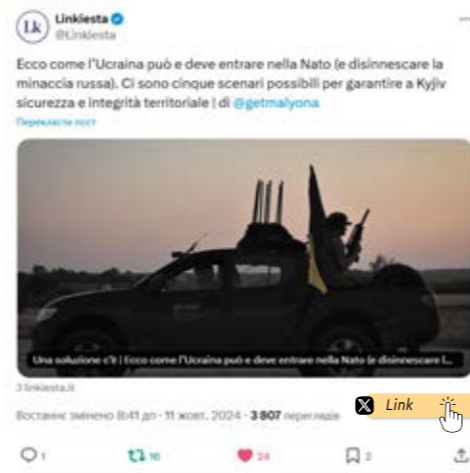 Lk Linkiesta
@Linkiesta
Ecco come l'Ucraina può e deve entrare nella Nato (e disinnescare la
minaccia russa). Ci sono cinque scenari possibili per garantire a Kyjiv
sicurezza e integrità territoriale | di @getmalyona
Перекласти пост
Una soluzione c'è | Ecco come l'Ucraina può e deve entrare nella Nato (e disinnescare l...
З linkiesta.it
Востаннє змінено 8:41 дп · 11 жовт. 2024 · 3 807 переглядів
X Link
1 16 24 2